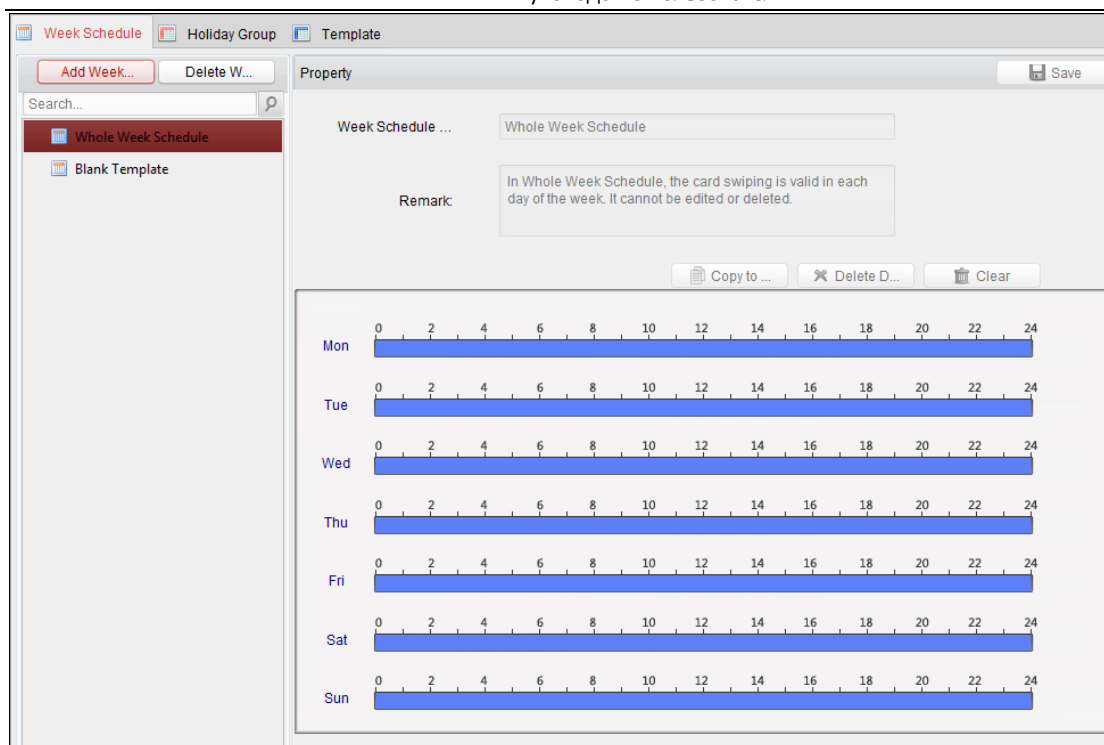 Week Schedule Holiday Group Template
Add Week... Delete W... Property Save
Search...
Whole Week Schedule
Blank Template
Week Schedule ... Whole Week Schedule
Remark: In Whole Week Schedule, the card swiping is valid in each
day of the week. It cannot be edited or deleted.
Copy to ... Delete D... Clear
0 2 4 6 8 10 12 14 16 18 20 22 24
Mon
0 2 4 6 8 10 12 14 16 18 20 22 24
Tue
0 2 4 6 8 10 12 14 16 18 20 22 24
Wed
0 2 4 6 8 10 12 14 16 18 20 22 24
Thu
0 2 4 6 8 10 12 14 16 18 20 22 24
Fri
0 2 4 6 8 10 12 14 16 18 20 22 24
Sat
0 2 4 6 8 10 12 14 16 18 20 22 24
Sun